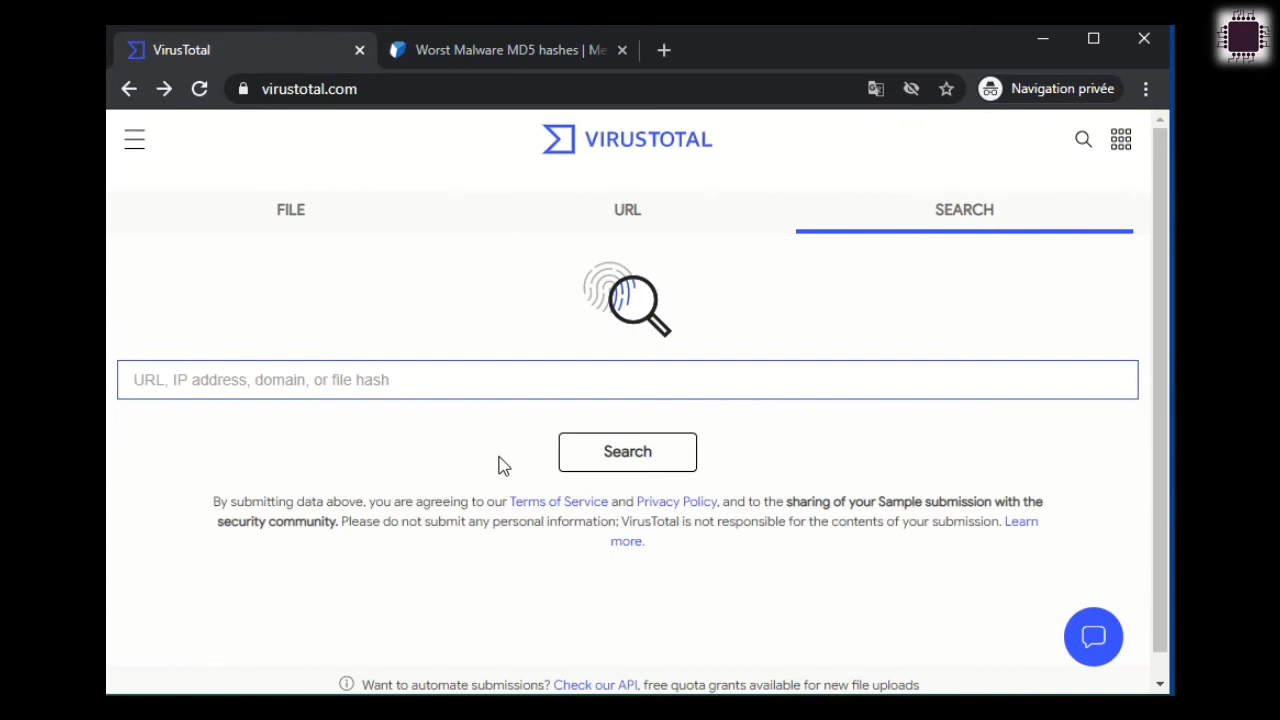 VirusTotal
Worst Malware MD5 hashes | Me
virustotal.com
Navigation privée
VIRUSTOTAL
FILE
URL
SEARCH
URL, IP address, domain, or file hash
Search
By submitting data above, you are agreeing to our Terms of Service and Privacy Policy, and to the sharing of your Sample submission with the
security community. Please do not submit any personal information; VirusTotal is not responsible for the contents of your submission. Learn
more.
Want to automate submissions? Check our API, free quota grants available for new file uploads